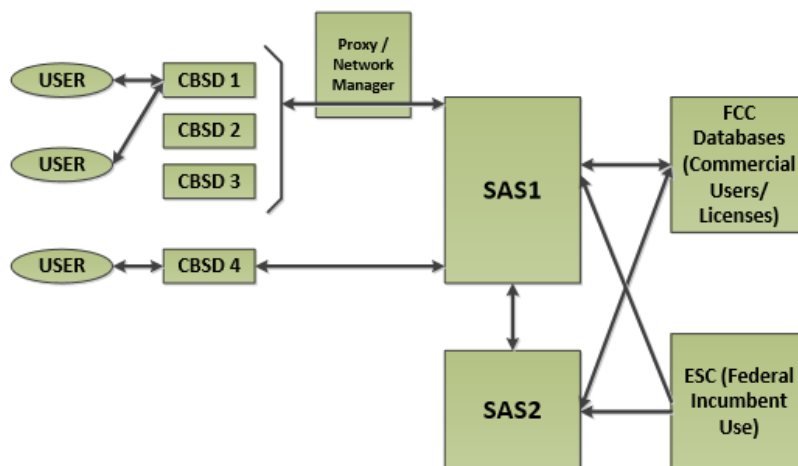 Proxy /
Network
Manager
USER
CBSD 1
CBSD 2
USER
CBSD 3
USER
CBSD 4
SAS1
SAS2
FCC
Databases
(Commercial
Users/
Licenses)
ESC (Federal
Incumbent
Use)